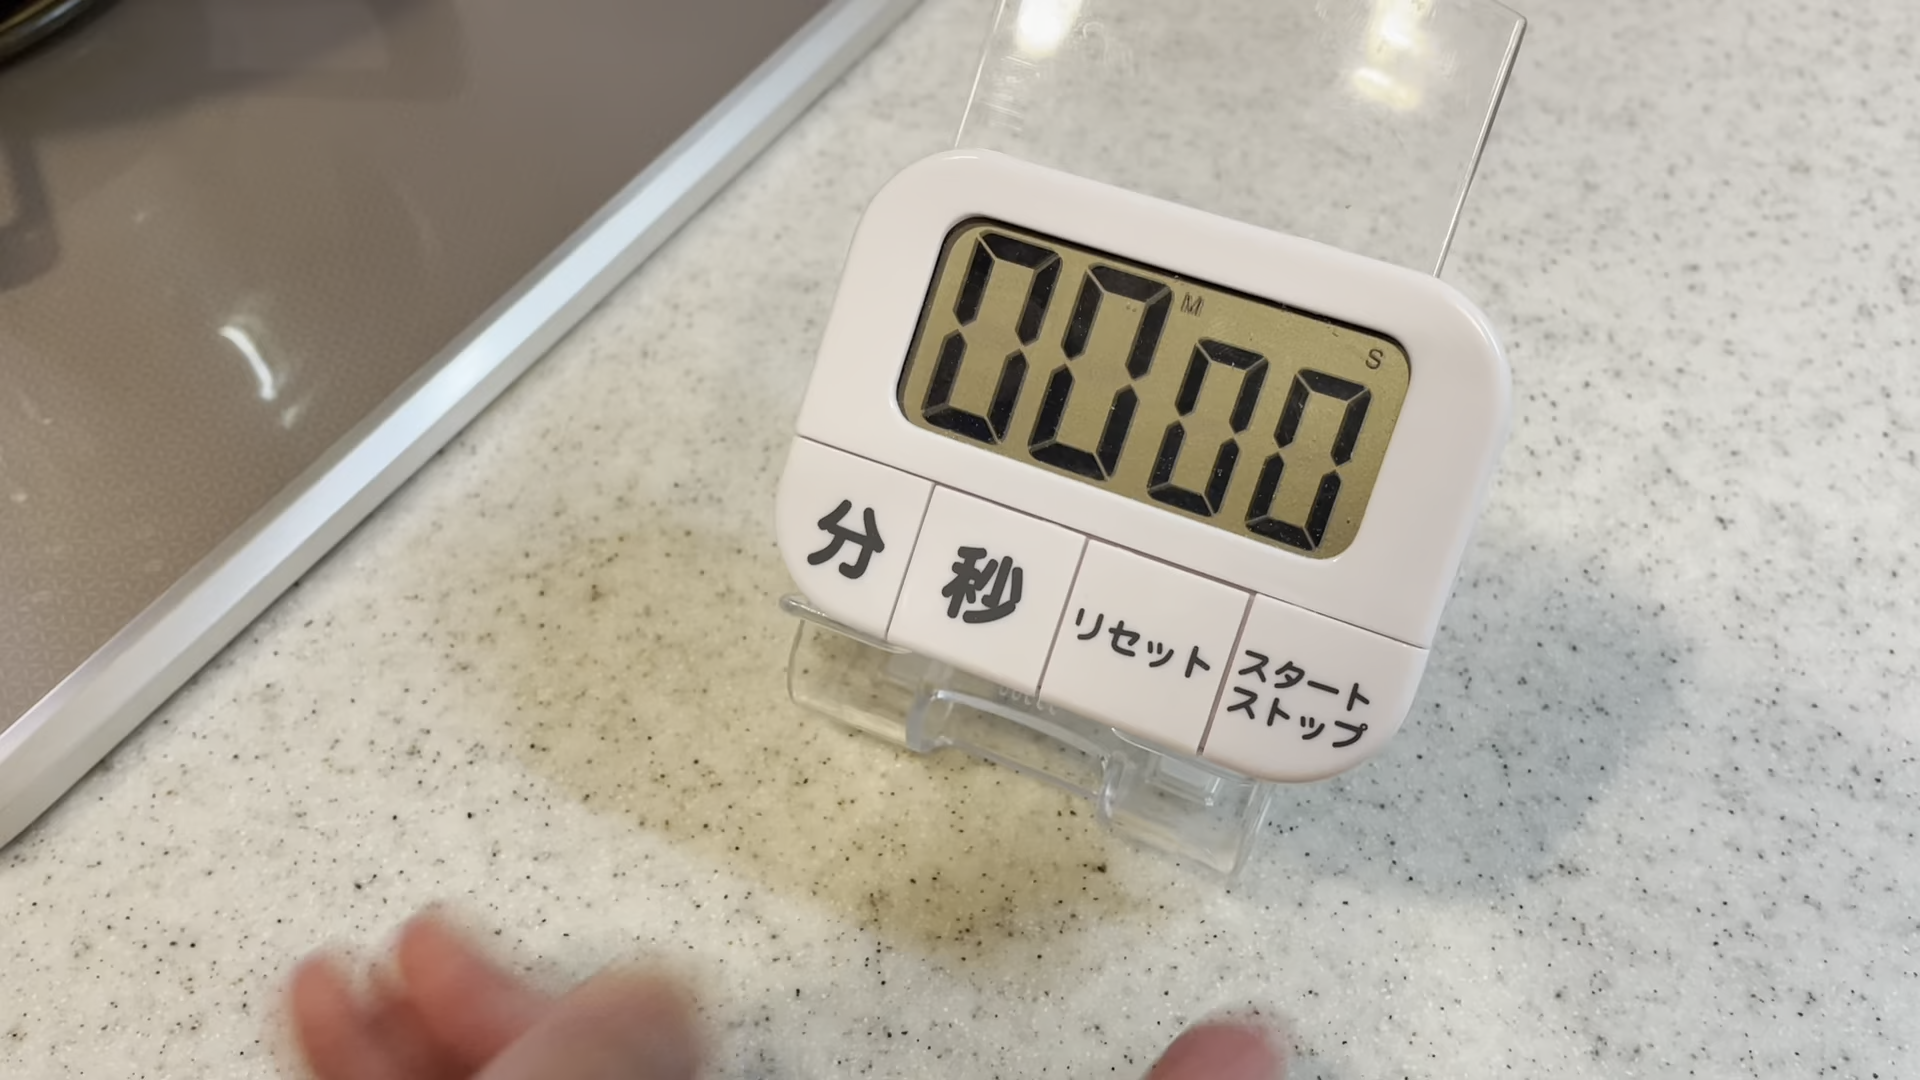 00 M 00 S
分
秒
リセット
スタート
ストップ